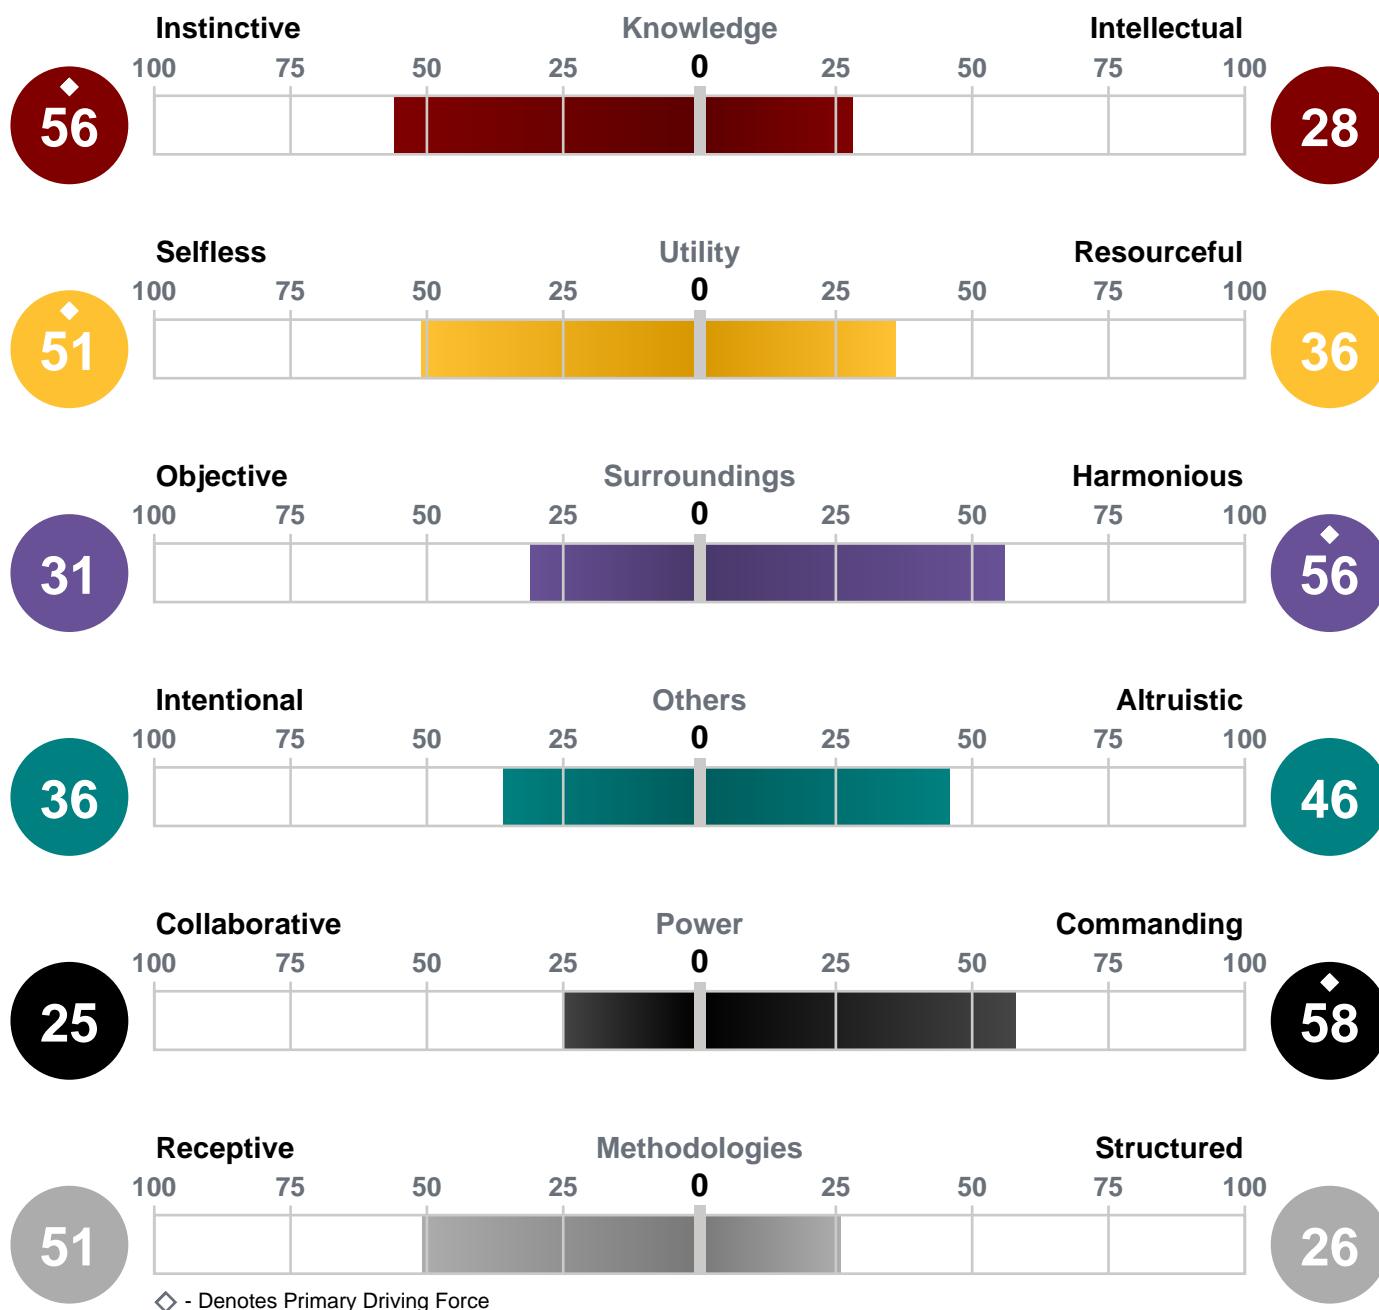 Instinctive Knowledge Intellectual
100 75 50 25 0 25 50 75 100
56 28
Selfless Utility Resourceful
100 75 50 25 0 25 50 75 100
51 36
Objective Surroundings Harmonious
100 75 50 25 0 25 50 75 100
31 56
Intentional Others Altruistic
100 75 50 25 0 25 50 75 100
36 46
Collaborative Power Commanding
100 75 50 25 0 25 50 75 100
25 58
Receptive Methodologies Structured
100 75 50 25 0 25 50 75 100
51 26
- Denotes Primary Driving Force